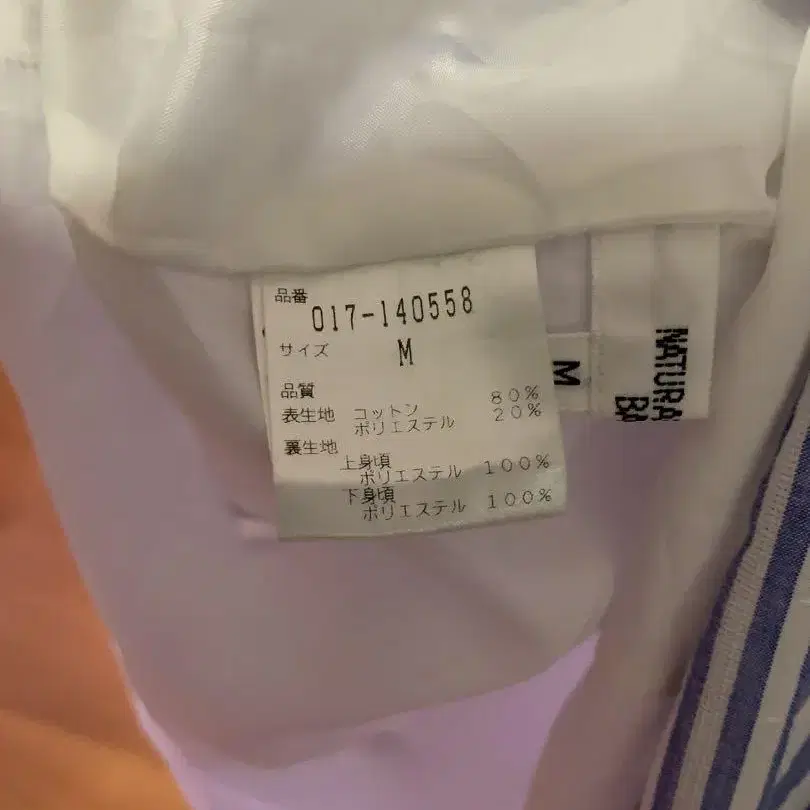 品番
017-140558
サイズ M
品質
表生地 コットン 80%
ポリエステル 20%
裏生地
上身頃
ポリエステル 100%
下身頃
ポリエステル 100%
M
NATURAL